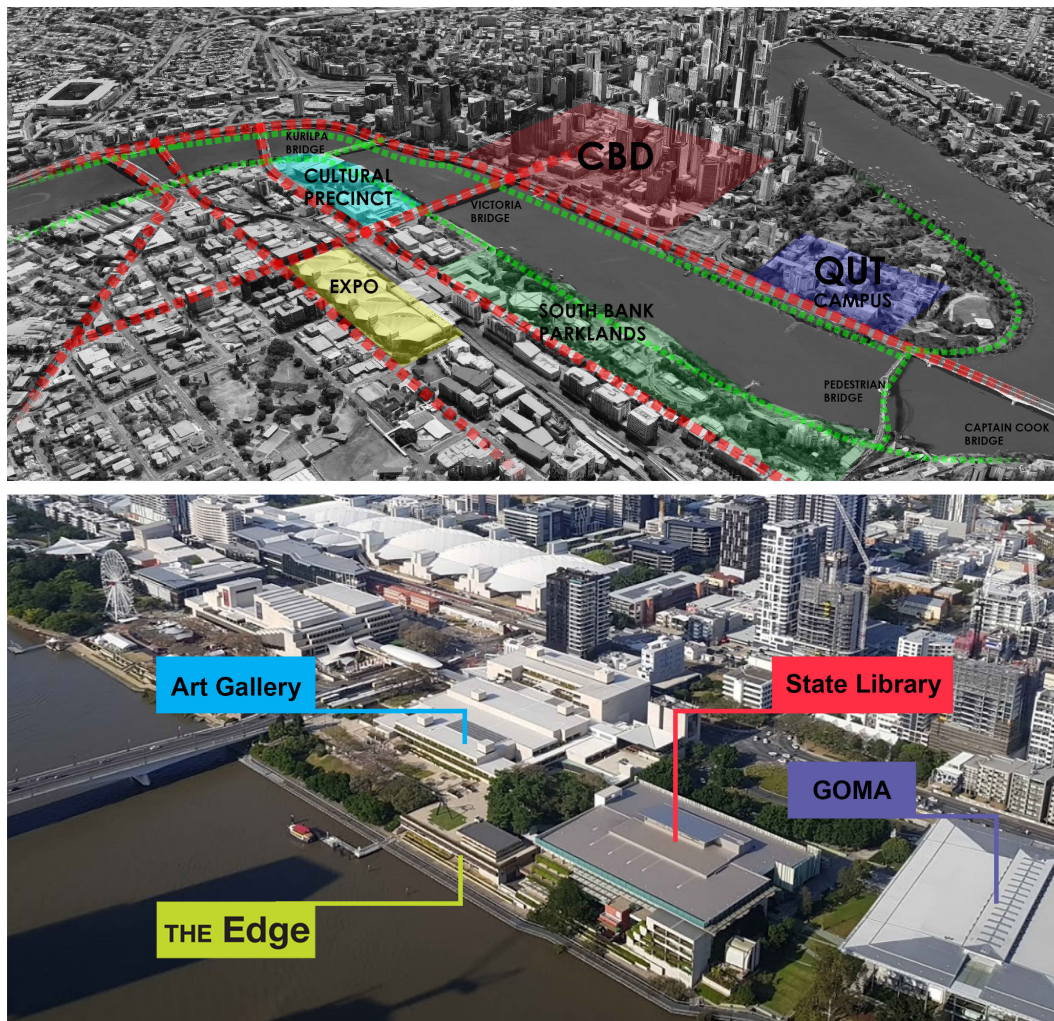 KURILPA
BRIDGE
CULTURAL
PRECINCT
CBD
VICTORIA
BRIDGE
EXPO
QUT
CAMPUS
SOUTH BANK
PARKLANDS
PEDESTRIAN
BRIDGE
CAPTAIN COOK
BRIDGE
Art Gallery
State Library
GOMA
THE Edge